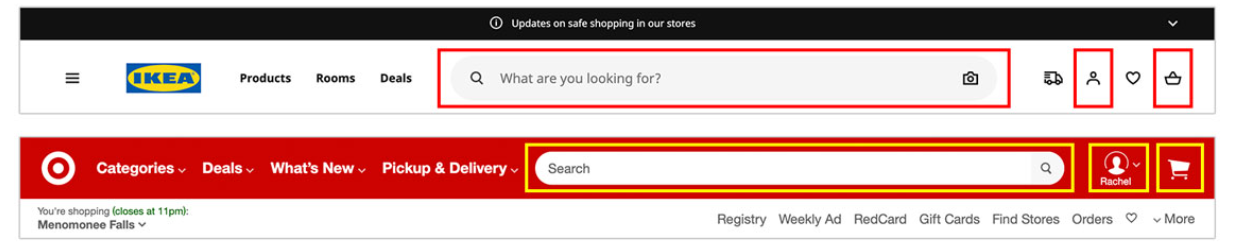 Updates on safe shopping in our stores
IKEA Products Rooms Deals What are you looking for?
Categories Deals What's New Pickup & Delivery Search Rachel
You're shopping (closes at 11pm):
Menomonee Falls Registry Weekly Ad RedCard Gift Cards Find Stores Orders More